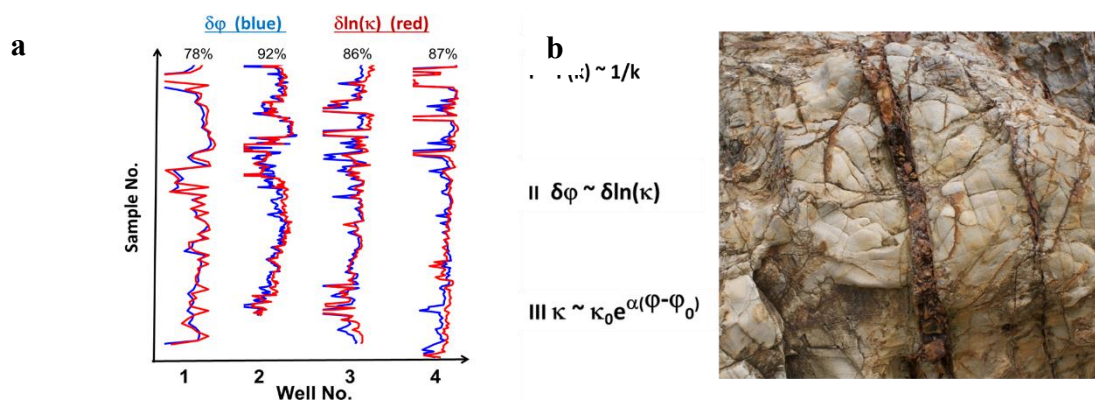 a
δφ (blue) δln(κ) (red)
78% 92% 86% 87%
Sample No.
1 2 3 4
Well No.
b
(k) ~ 1/k
II δφ ~ δln(κ)
III κ ~ κ₀e^α(φ-φ₀)